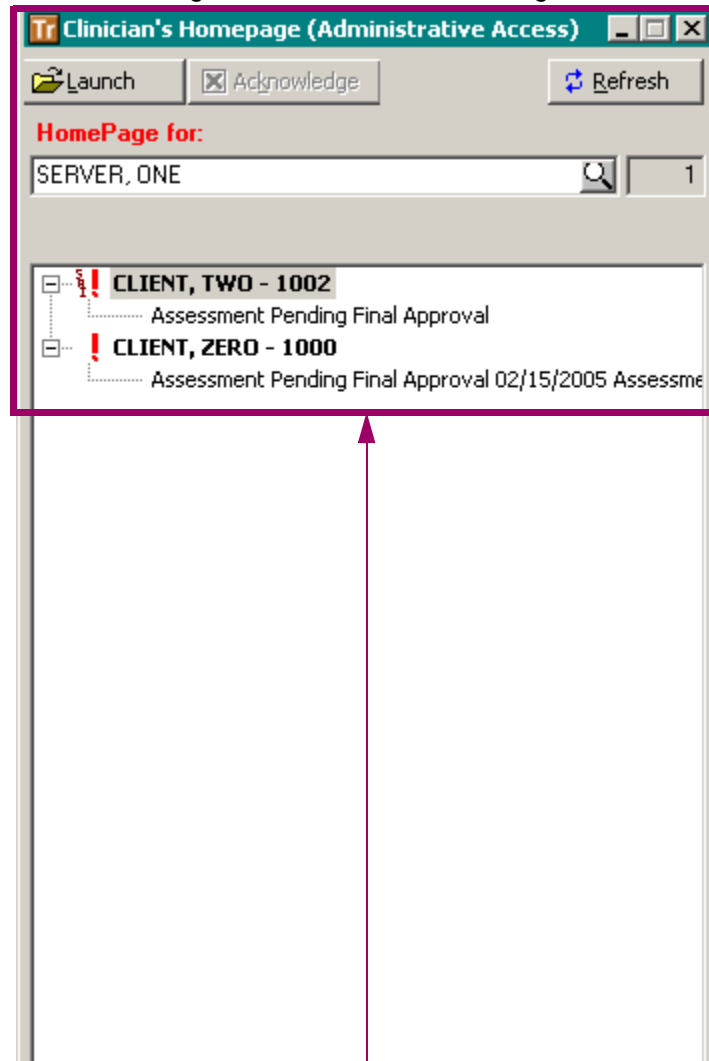 Tr Clinician's Homepage (Administrative Access)
Launch Acknowledge Refresh
HomePage for:
SERVER, ONE 1
CLIENT, TWO - 1002
Assessment Pending Final Approval
CLIENT, ZERO - 1000
Assessment Pending Final Approval 02/15/2005 Assessme